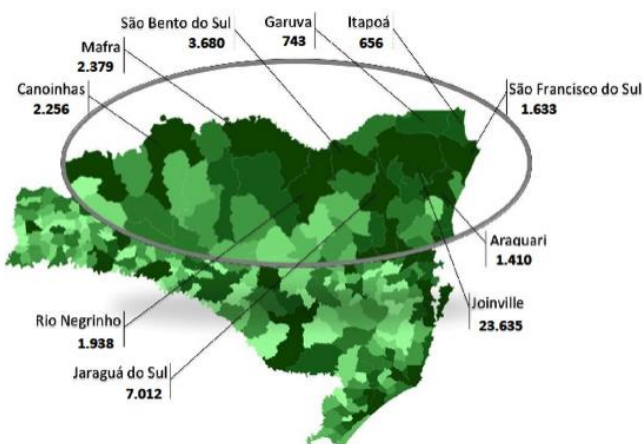 São Bento do Sul
3.680
Garuva
743
Itapoá
656
Mafra
2.379
Canoinhas
2.256
São Francisco do Sul
1.633
Araquari
1.410
Joinville
23.635
Rio Negrinho
1.938
Jaraguá do Sul
7.012